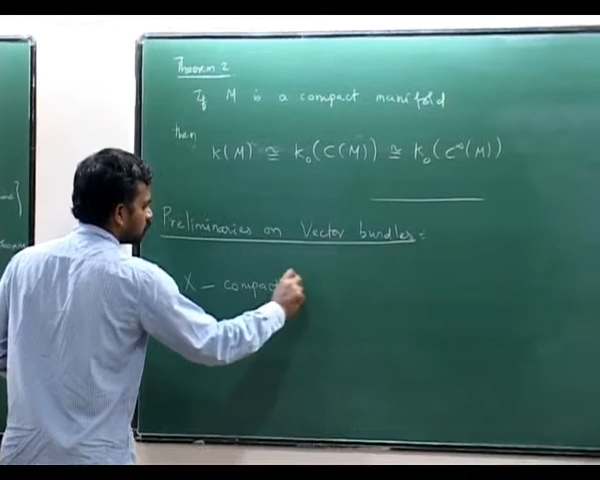 ∞}
Theorem 2
If M is a compact manifold
then
K(M) ≅ K₀(C(M)) ≅ K₀(C^∞(M))
Preliminaries on Vector bundles:
X – compact